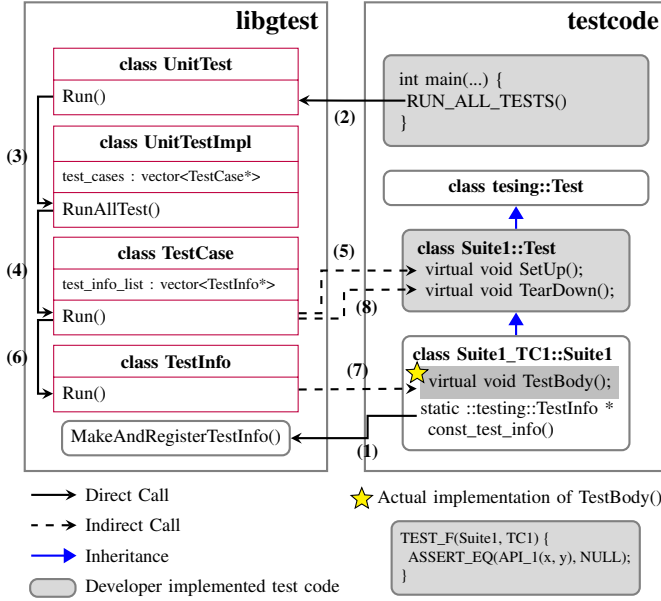 libgtest
class UnitTest
Run()
class UnitTestImpl
test_cases : vector<TestCase*>
RunAllTest()
class TestCase
test_info_list : vector<TestInfo*>
Run()
class TestInfo
Run()
MakeAndRegisterTestInfo()
(3)
(4)
(6)
(2)
(5)
(8)
(7)
(1)
testcode
int main(...) {
RUN_ALL_TESTS()
}
class tesing::Test
class Suite1::Test
virtual void SetUp();
virtual void TearDown();
class Suite1_TC1::Suite1
virtual void TestBody();
static ::testing::TestInfo *
const_test_info()
Direct Call
Indirect Call
Inheritance
Developer implemented test code
Actual implementation of TestBody()
TEST_F(Suite1, TC1) {
ASSERT_EQ(API_1(x, y), NULL);
}